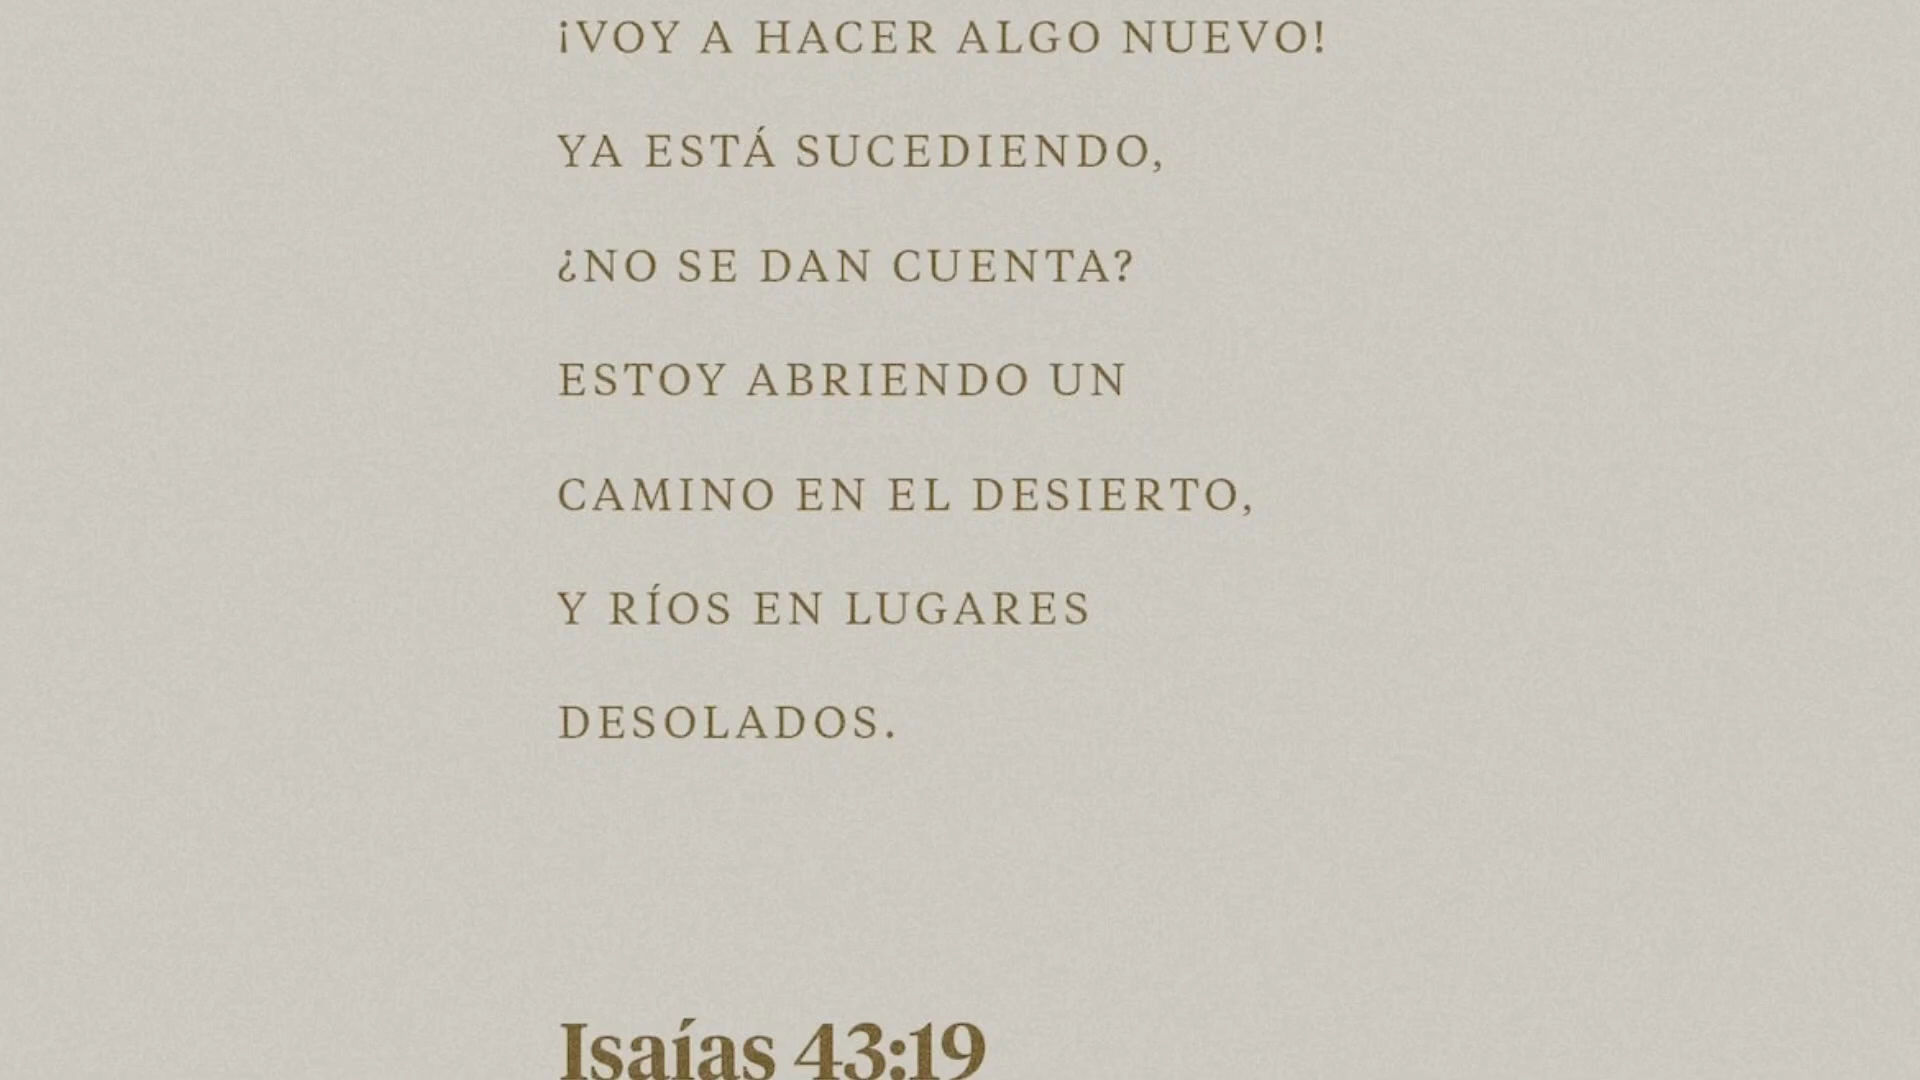 ¡VOY A HACER ALGO NUEVO!
YA ESTÁ SUCEDIENDO,
¿NO SE DAN CUENTA?
ESTOY ABRIENDO UN
CAMINO EN EL DESIERTO,
Y RÍOS EN LUGARES
DESOLADOS.
Isaías 43:19